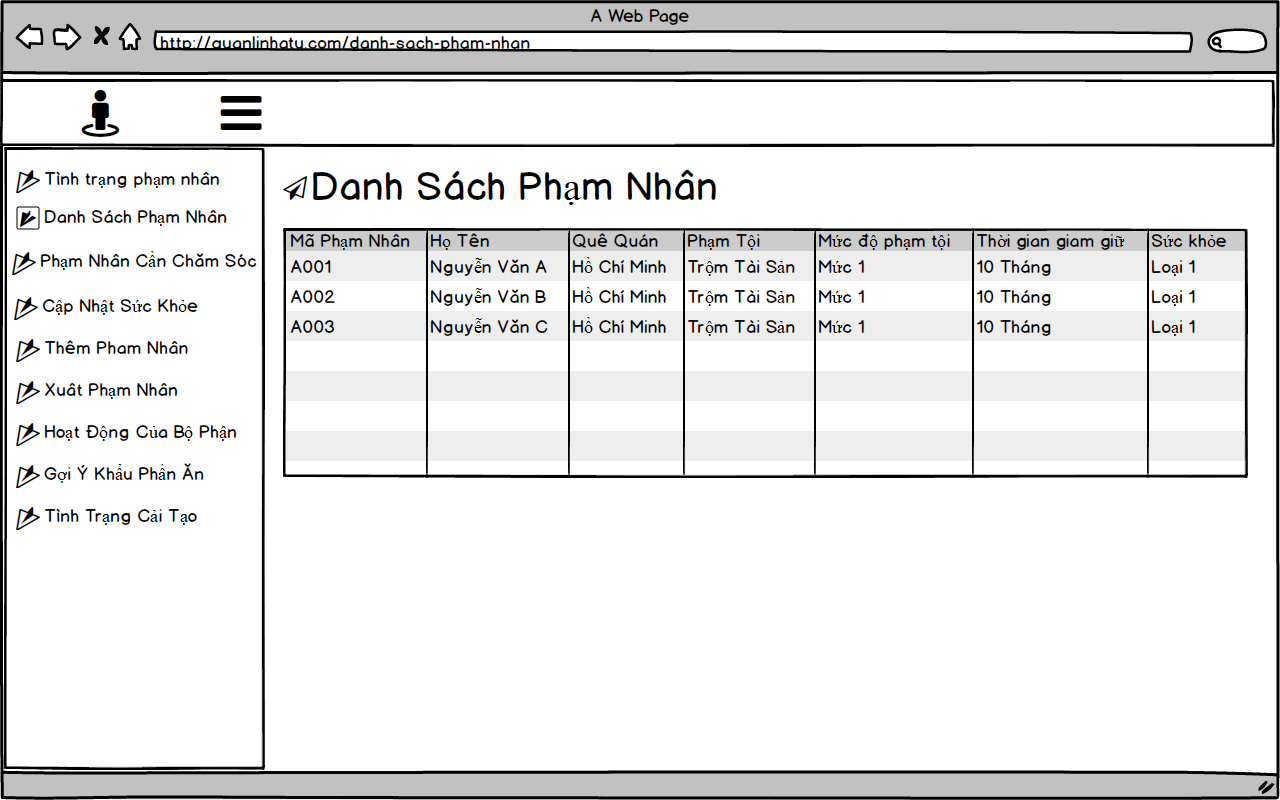 A Web Page
http://quanlinhatu.com/danh-sach-pham-nhan
Tình trạng phạm nhân
Danh Sách Phạm Nhân
Phạm Nhân Cần Chăm Sóc
Cập Nhật Sức Khỏe
Thêm Pham Nhân
Xuât Phạm Nhân
Hoạt Động Của Bộ Phận
Gợi Ý Khẩu Phần Ăn
Tình Trạng Cải Tạo
Danh Sách Phạm Nhân
Mã Phạm Nhân Họ Tên Quê Quán Phạm Tội Mức độ phạm tội Thời gian giam giữ Sức khỏe
A001 Nguyễn Văn A Hồ Chí Minh Trộm Tài Sản Mức 1 10 Tháng Loại 1
A002 Nguyễn Văn B Hồ Chí Minh Trộm Tài Sản Mức 1 10 Tháng Loại 1
A003 Nguyễn Văn C Hồ Chí Minh Trộm Tài Sản Mức 1 10 Tháng Loại 1